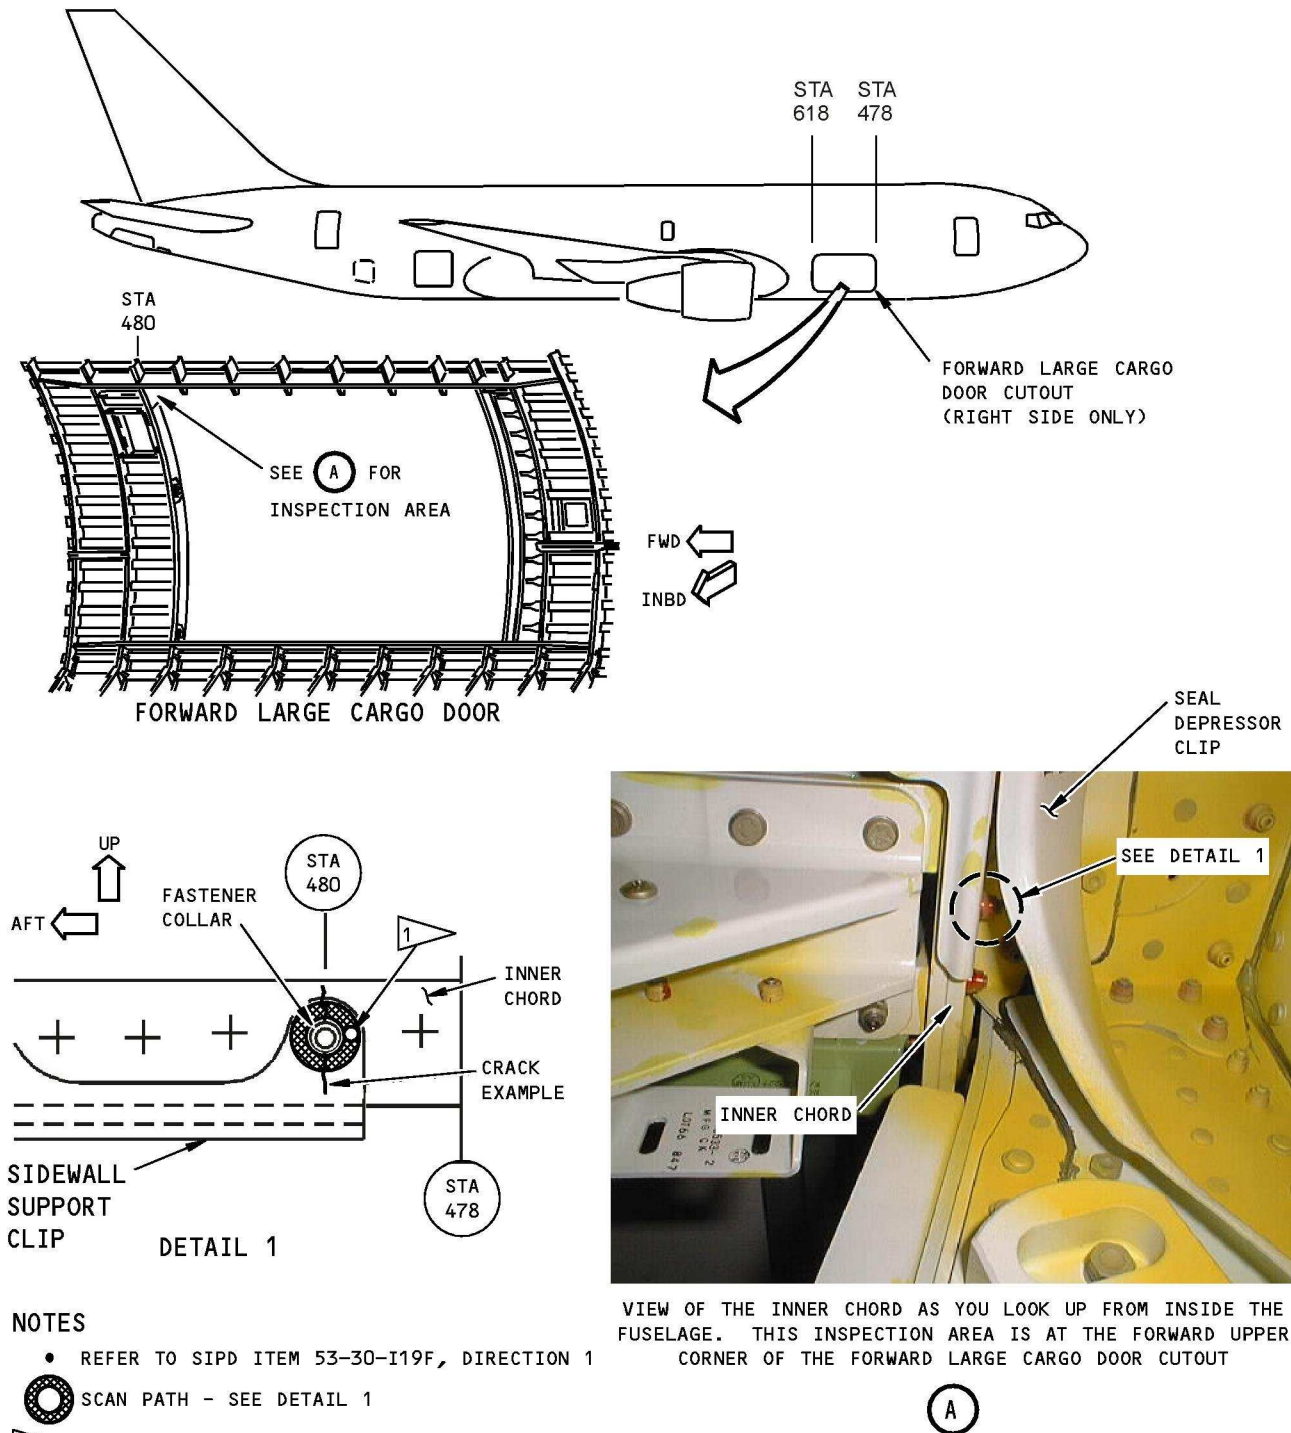 STA STA
618 478
STA
480
FORWARD LARGE CARGO
DOOR CUTOUT
(RIGHT SIDE ONLY)
SEE A FOR
INSPECTION AREA
FWD
INBD
FORWARD LARGE CARGO DOOR
SEAL
DEPRESSOR
CLIP
SEE DETAIL 1
INNER CHORD
UP
AFT
FASTENER
COLLAR
STA
480
1
INNER
CHORD
CRACK
EXAMPLE
SIDEWALL
SUPPORT
CLIP
STA
478
DETAIL 1
NOTES
• REFER TO SIPD ITEM 53-30-I19F, DIRECTION 1
SCAN PATH - SEE DETAIL 1
VIEW OF THE INNER CHORD AS YOU LOOK UP FROM INSIDE THE
FUSELAGE. THIS INSPECTION AREA IS AT THE FORWARD UPPER
CORNER OF THE FORWARD LARGE CARGO DOOR CUTOUT
A